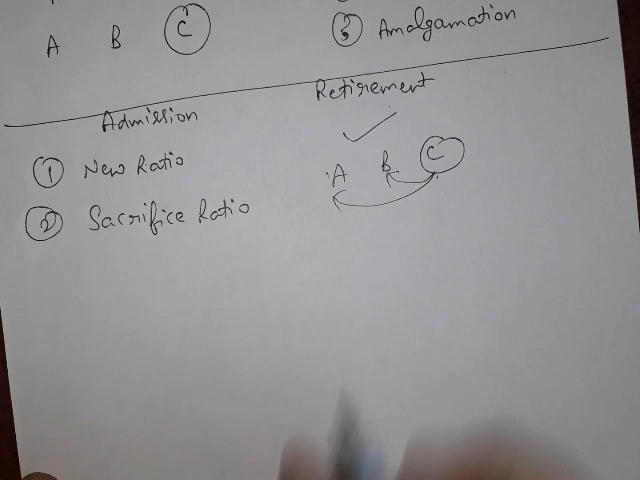 A B C
③ Amalgamation
Admission
Retirement
① New Ratio
② Sacrifice Ratio
A B C